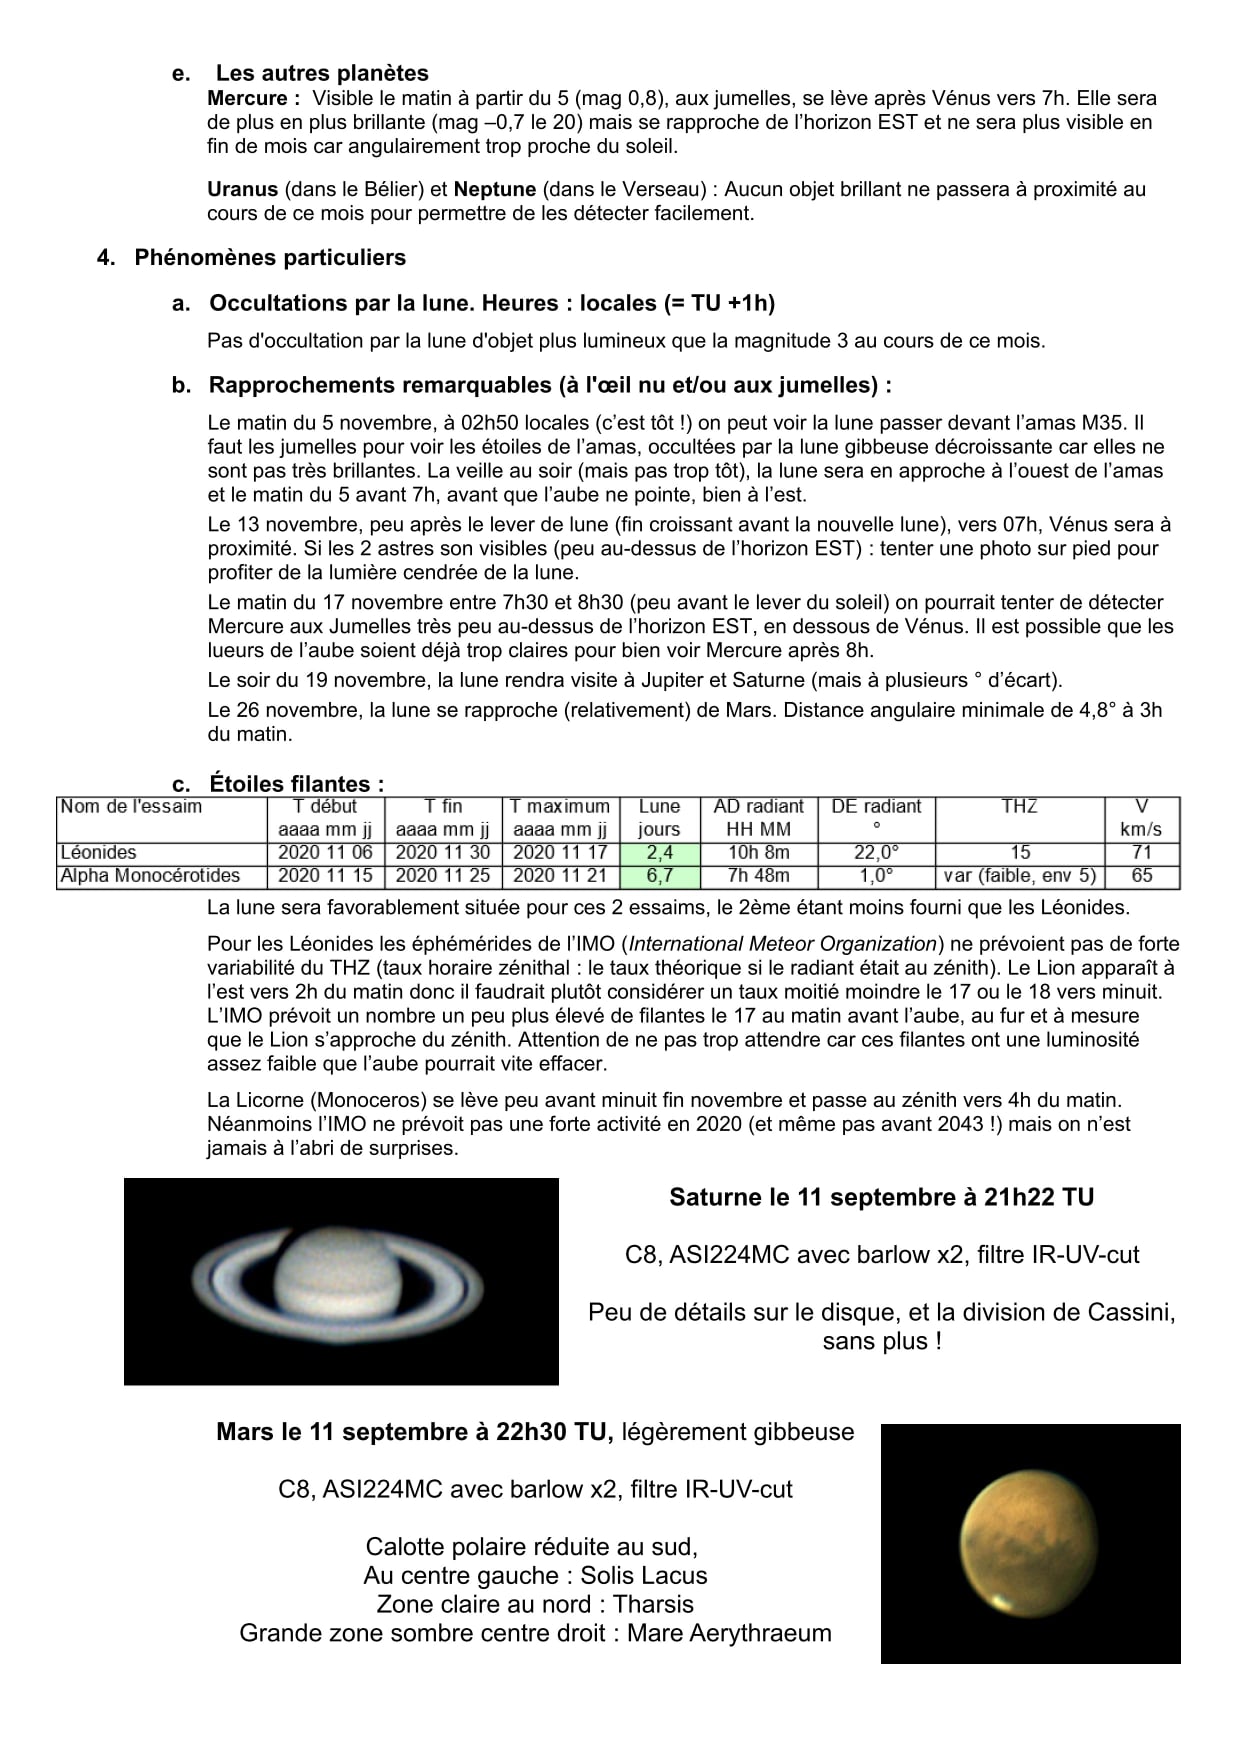 e. Les autres planètes
Mercure : Visible le matin à partir du 5 (mag 0,8), aux jumelles, se lève après Vénus vers 7h. Elle sera
de plus en plus brillante (mag –0,7 le 20) mais se rapproche de l’horizon EST et ne sera plus visible en
fin de mois car angulairement trop proche du soleil.
Uranus (dans le Bélier) et Neptune (dans le Verseau) : Aucun objet brillant ne passera à proximité au
cours de ce mois pour permettre de les détecter facilement.
4. Phénomènes particuliers
a. Occultations par la lune. Heures : locales (= TU +1h)
Pas d'occultation par la lune d'objet plus lumineux que la magnitude 3 au cours de ce mois.
b. Rapprochements remarquables (à l'œil nu et/ou aux jumelles) :
Le matin du 5 novembre, à 02h50 locales (c’est tôt !) on peut voir la lune passer devant l’amas M35. Il
faut les jumelles pour voir les étoiles de l’amas, occultées par la lune gibbeuse décroissante car elles ne
sont pas très brillantes. La veille au soir (mais pas trop tôt), la lune sera en approche à l’ouest de l’amas
et le matin du 5 avant 7h, avant que l’aube ne pointe, bien à l’est.
Le 13 novembre, peu après le lever de lune (fin croissant avant la nouvelle lune), vers 07h, Vénus sera à
proximité. Si les 2 astres son visibles (peu au-dessus de l’horizon EST) : tenter une photo sur pied pour
profiter de la lumière cendrée de la lune.
Le matin du 17 novembre entre 7h30 et 8h30 (peu avant le lever du soleil) on pourrait tenter de détecter
Mercure aux Jumelles très peu au-dessus de l’horizon EST, en dessous de Vénus. Il est possible que les
lueurs de l’aube soient déjà trop claires pour bien voir Mercure après 8h.
Le soir du 19 novembre, la lune rendra visite à Jupiter et Saturne (mais à plusieurs ° d’écart).
Le 26 novembre, la lune se rapproche (relativement) de Mars. Distance angulaire minimale de 4,8° à 3h
du matin.
c. Étoiles filantes :
Nom de l'essaim T début T fin T maximum Lune AD radiant DE radiant THZ V
aaaa mm jj aaaa mm jj aaaa mm jj jours HH MM ° km/s
Léonides 2020 11 06 2020 11 30 2020 11 17 2,4 10h 8m 22,0° 15 71
Alpha Monocérotides 2020 11 15 2020 11 25 2020 11 21 6,7 7h 48m 1,0° var (faible, env 5) 65
La lune sera favorablement située pour ces 2 essaims, le 2ème étant moins fourni que les Léonides.
Pour les Léonides les éphémérides de l’IMO (International Meteor Organization) ne prévoient pas de forte
variabilité du THZ (taux horaire zénithal : le taux théorique si le radiant était au zénith). Le Lion apparaît à
l’est vers 2h du matin donc il faudrait plutôt considérer un taux moitié moindre le 17 ou le 18 vers minuit.
L’IMO prévoit un nombre un peu plus élevé de filantes le 17 au matin avant l’aube, au fur et à mesure
que le Lion s’approche du zénith. Attention de ne pas trop attendre car ces filantes ont une luminosité
assez faible que l’aube pourrait vite effacer.
La Licorne (Monoceros) se lève peu avant minuit fin novembre et passe au zénith vers 4h du matin.
Néanmoins l’IMO ne prévoit pas une forte activité en 2020 (et même pas avant 2043 !) mais on n’est
jamais à l’abri de surprises.
Saturne le 11 septembre à 21h22 TU
C8, ASI224MC avec barlow x2, filtre IR-UV-cut
Peu de détails sur le disque, et la division de Cassini,
sans plus !
Mars le 11 septembre à 22h30 TU, légèrement gibbeuse
C8, ASI224MC avec barlow x2, filtre IR-UV-cut
Calotte polaire réduite au sud,
Au centre gauche : Solis Lacus
Zone claire au nord : Tharsis
Grande zone sombre centre droit : Mare Aerythraeum